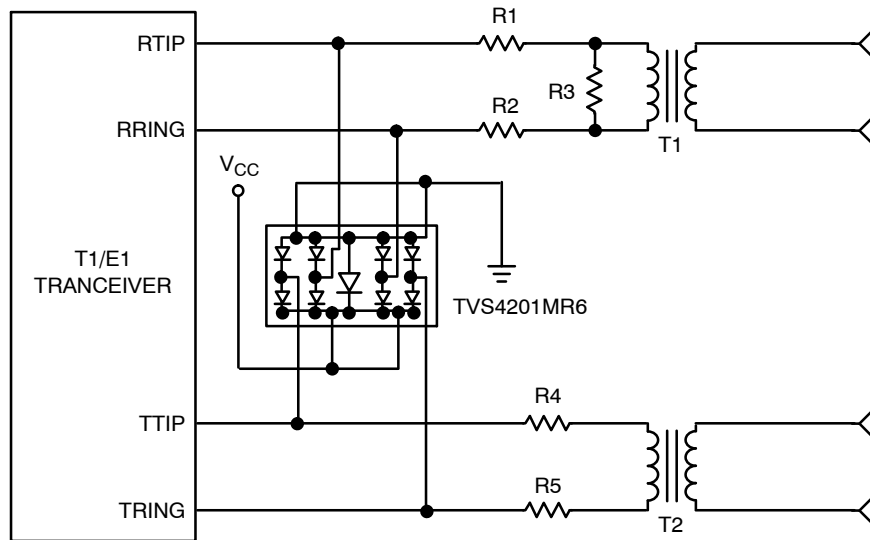 R1
RTIP
R3
R2
RRING
T1
VCC
T1/E1
TRANCEIVER
TVS4201MR6
R4
TTIP
R5
TRING
T2